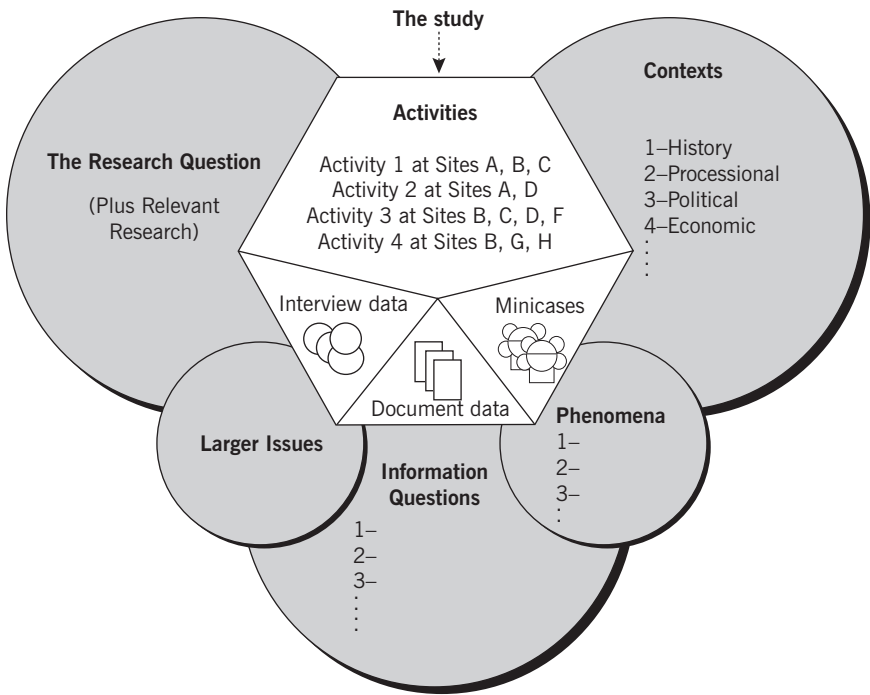 The study
Activities
Activity 1 at Sites A, B, C
Activity 2 at Sites A, D
Activity 3 at Sites B, C, D, F
Activity 4 at Sites B, G, H
The Research Question
(Plus Relevant
Research)
Contexts
1–History
2–Processional
3–Political
4–Economic
.
.
.
.
Interview data
Minicases
Document data
Larger Issues
Phenomena
1–
2–
3–
.
.
Information
Questions
1–
2–
3–
.
.
.
.